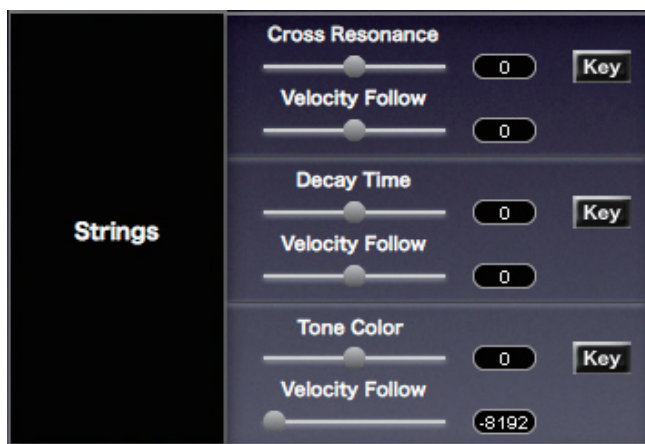 Strings
Cross Resonance
0 Key
Velocity Follow
0
Decay Time
0 Key
Velocity Follow
0
Tone Color
0 Key
Velocity Follow
-8192